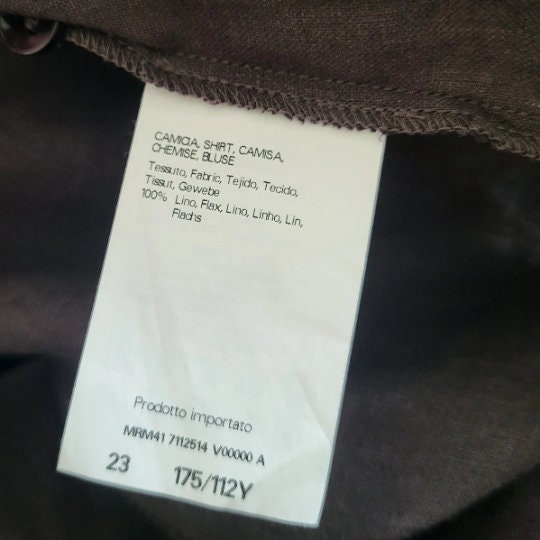 CAMICIA, SHIRT, CAMISA,
CHEMISE, BLUSE
Tessuto, Fabric, Tejido, Tecido,
Tissut, Gewebe
100% Lino, Flax, Lino, Linho, Lin,
Flachs
Prodotto importato
MRM41 7112514 V00000 A
23 175/112Y